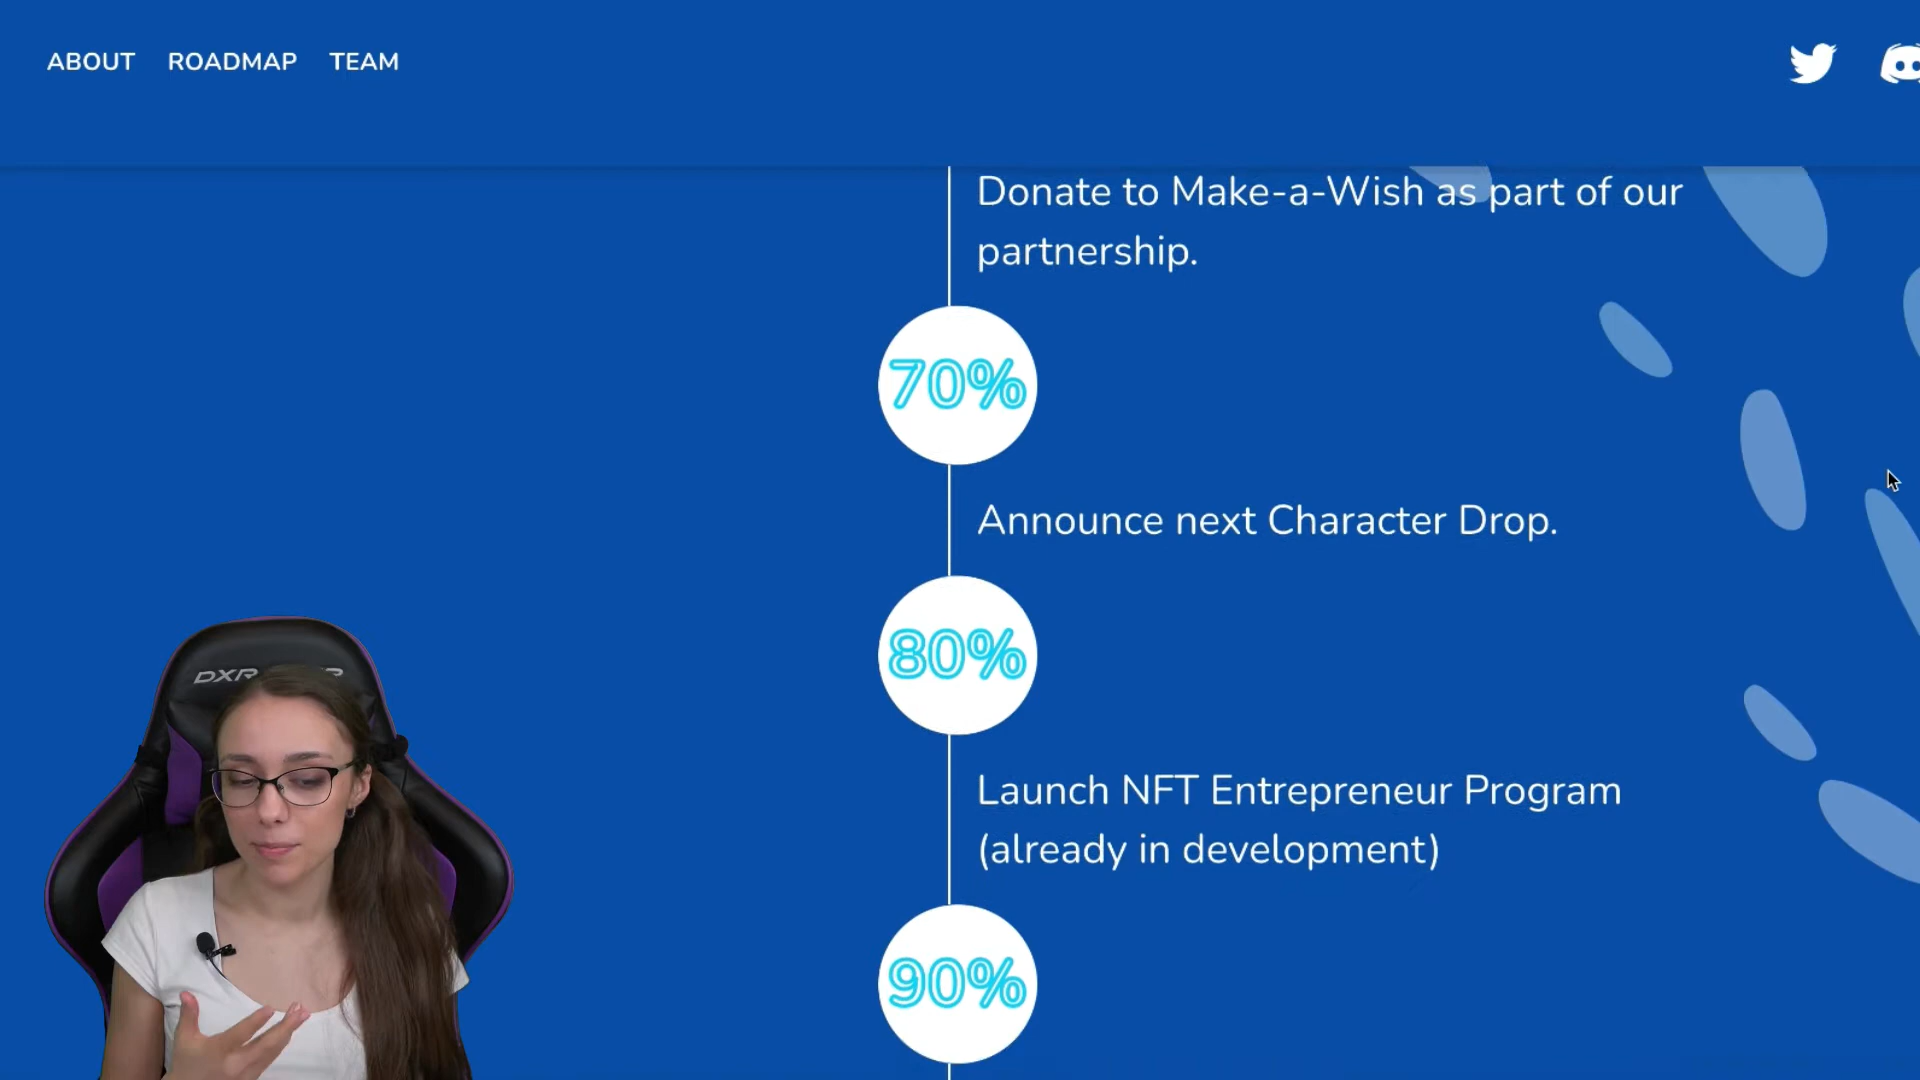 ABOUT ROADMAP TEAM
Donate to Make-a-Wish as part of our
partnership.
70%
Announce next Character Drop.
80%
Launch NFT Entrepreneur Program
(already in development)
90%
DXR